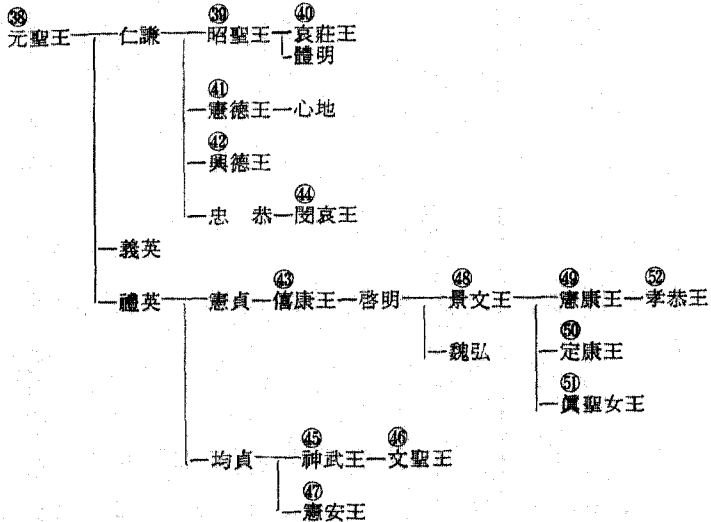 ㊳ ㊴ ㊵
元聖王 仁謙 昭聖王 哀莊王
體明
㊶
憲德王 心地
㊷
興德王
㊹
忠恭 閔哀王
義英
㊸ ㊽ ㊾ 52
禮英 憲貞 僖康王 啓明 景文王 憲康王 孝恭王
㊿
魏弘 定康王
51
眞聖女王
㊺ ㊻
均貞 神武王 文聖王
㊼
憲安王